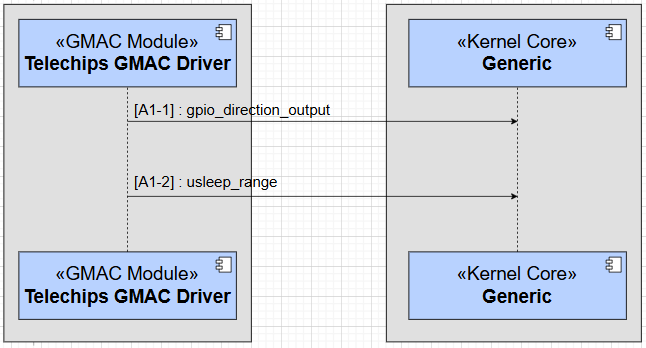 «GMAC Module»
Telechips GMAC Driver
«Kernel Core»
Generic
[A1-1] : gpio_direction_output
[A1-2] : usleep_range
«GMAC Module»
Telechips GMAC Driver
«Kernel Core»
Generic